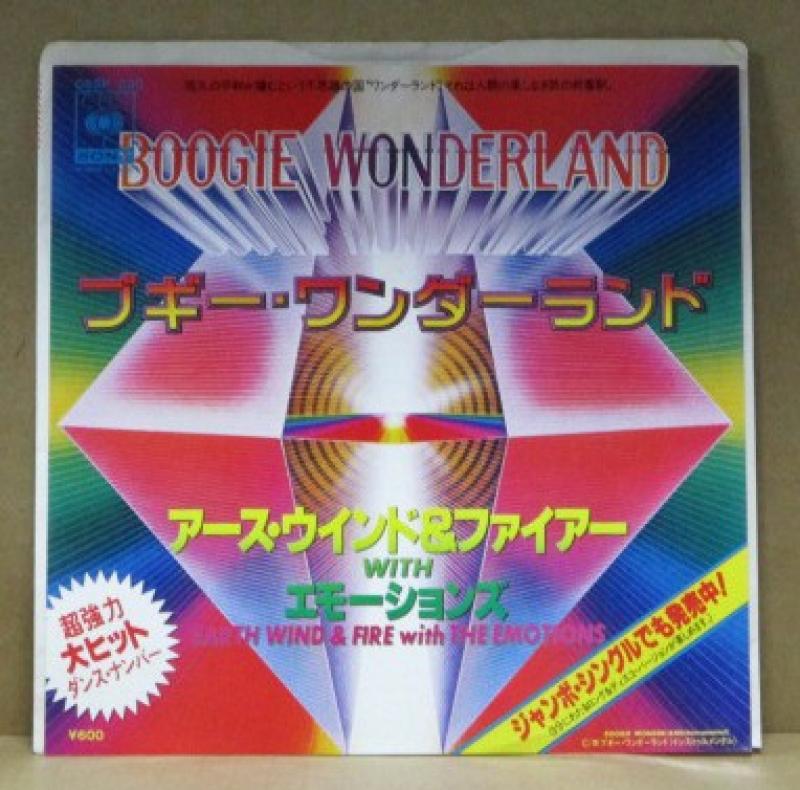 CBS
SONY
BOOGIE WONDERLAND
ブギー・ワンダーランド
アース・ウインド&ファイアー
WITH
エモーションズ
EARTH WIND & FIRE with THE EMOTIONS
超強力
大ヒット
ダンス・ナンバー
¥600
ジャンボ・シングルでも発売中!